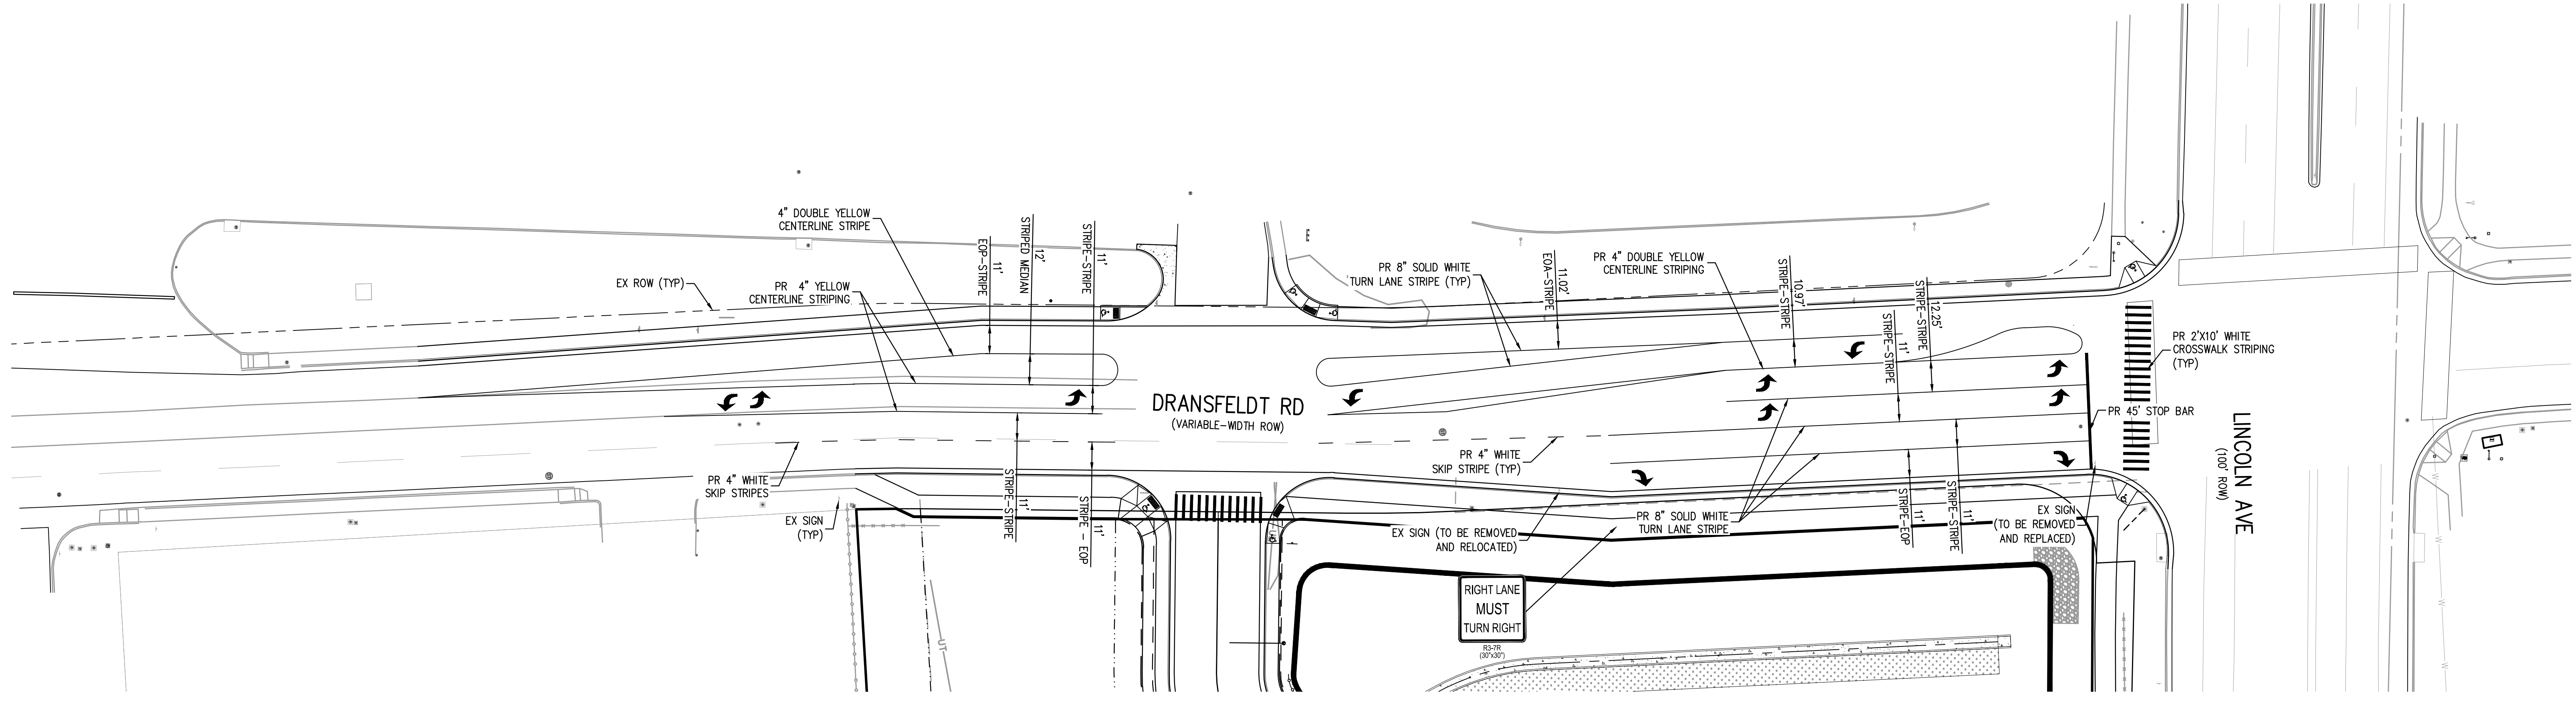 4" DOUBLE YELLOW
CENTERLINE STRIPE
EX ROW (TYP)
PR 4" YELLOW
CENTERLINE STRIPING
EOP-STRIPE
11'
STRIPED MEDIAN
12'
STRIPE-STRIPE
11'
PR 8" SOLID WHITE
TURN LANE STRIPE (TYP)
EOA-STRIPE
11.02'
PR 4" DOUBLE YELLOW
CENTERLINE STRIPING
STRIPE-STRIPE
10.97'
STRIPE-STRIPE
11'
STRIPE-STRIPE
12.25'
PR 2'X10' WHITE
CROSSWALK STRIPING
(TYP)
DRANSFELDT RD
(VARIABLE-WIDTH ROW)
PR 45' STOP BAR
LINCOLN AVE
(100' ROW)
PR 4" WHITE
SKIP STRIPES
PR 4" WHITE
SKIP STRIPE (TYP)
EX SIGN
(TYP)
STRIPE-STRIPE
11'
STRIPE - EOP
11'
EX SIGN (TO BE REMOVED
AND RELOCATED)
PR 8" SOLID WHITE
TURN LANE STRIPE
STRIPE-EOP
11'
STRIPE-STRIPE
11'
EX SIGN
(TO BE REMOVED
AND REPLACED)
RIGHT LANE
MUST
TURN RIGHT
R3-7R
(30"x30")
UT